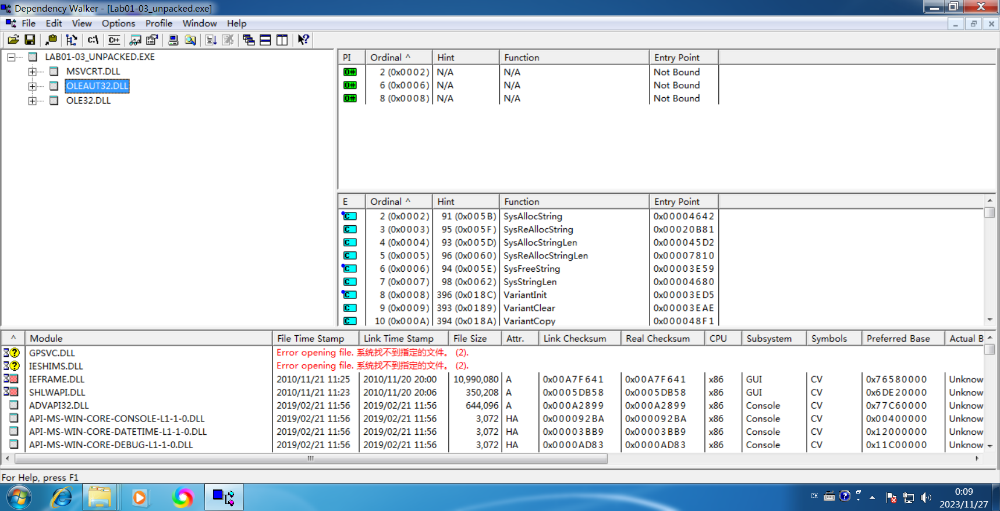 Dependency Walker - [Lab01-03_unpacked.exe]
File Edit View Options Profile Window Help
C:\ C++
LAB01-03_UNPACKED.EXE
MSVCRT.DLL
OLEAUT32.DLL
OLE32.DLL
PI Ordinal ^ Hint Function Entry Point
O# 2 (0x0002) N/A N/A Not Bound
O# 6 (0x0006) N/A N/A Not Bound
O# 8 (0x0008) N/A N/A Not Bound
E Ordinal ^ Hint Function Entry Point
C 2 (0x0002) 91 (0x005B) SysAllocString 0x00004642
C 3 (0x0003) 95 (0x005F) SysReAllocString 0x00020B81
C 4 (0x0004) 93 (0x005D) SysAllocStringLen 0x000045D2
C 5 (0x0005) 96 (0x0060) SysReAllocStringLen 0x00007810
C 6 (0x0006) 94 (0x005E) SysFreeString 0x00003E59
C 7 (0x0007) 98 (0x0062) SysStringLen 0x00004680
C 8 (0x0008) 396 (0x018C) VariantInit 0x00003ED5
C 9 (0x0009) 393 (0x0189) VariantClear 0x00003EAE
C 10 (0x000A) 394 (0x018A) VariantCopy 0x000048F1
^ Module File Time Stamp Link Time Stamp File Size Attr. Link Checksum Real Checksum CPU Subsystem Symbols Preferred Base Actual B
GPSVC.DLL Error opening file. 系统找不到指定的文件。 (2).
IESHIMS.DLL Error opening file. 系统找不到指定的文件。 (2).
IEFRAME.DLL 2010/11/21 11:25 2010/11/20 20:00 10,990,080 A 0x00A7F641 0x00A7F641 x86 GUI CV 0x76580000 Unknow
SHLWAPI.DLL 2010/11/21 11:23 2010/11/20 20:06 350,208 A 0x0005DB58 0x0005DB58 x86 GUI CV 0x6DE20000 Unknow
ADVAPI32.DLL 2019/02/21 11:56 2019/02/21 11:56 644,096 A 0x000A2899 0x000A2899 x86 Console CV 0x77C60000 Unknow
API-MS-WIN-CORE-CONSOLE-L1-1-0.DLL 2019/02/21 11:56 2019/02/21 11:56 3,072 HA 0x000092BA 0x000092BA x86 Console CV 0x00400000 Unknow
API-MS-WIN-CORE-DATETIME-L1-1-0.DLL 2019/02/21 11:56 2019/02/21 11:56 3,072 HA 0x00003BB9 0x00003BB9 x86 Console CV 0x12000000 Unknow
API-MS-WIN-CORE-DEBUG-L1-1-0.DLL 2019/02/21 11:56 2019/02/21 11:56 3,072 HA 0x0000AD83 0x0000AD83 x86 Console CV 0x11C00000 Unknow
For Help, press F1
CH 0:09
2023/11/27